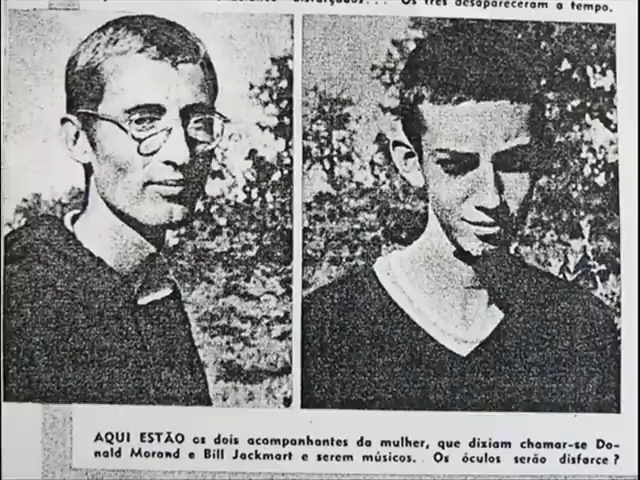 disfarçados... Os três desapareceram a tempo.
AQUI ESTÃO os dois acompanhantes da mulher, que diziam chamar-se Do-
nald Morand e Bill Jackmart e serem músicos. . Os óculos serão disfarce?